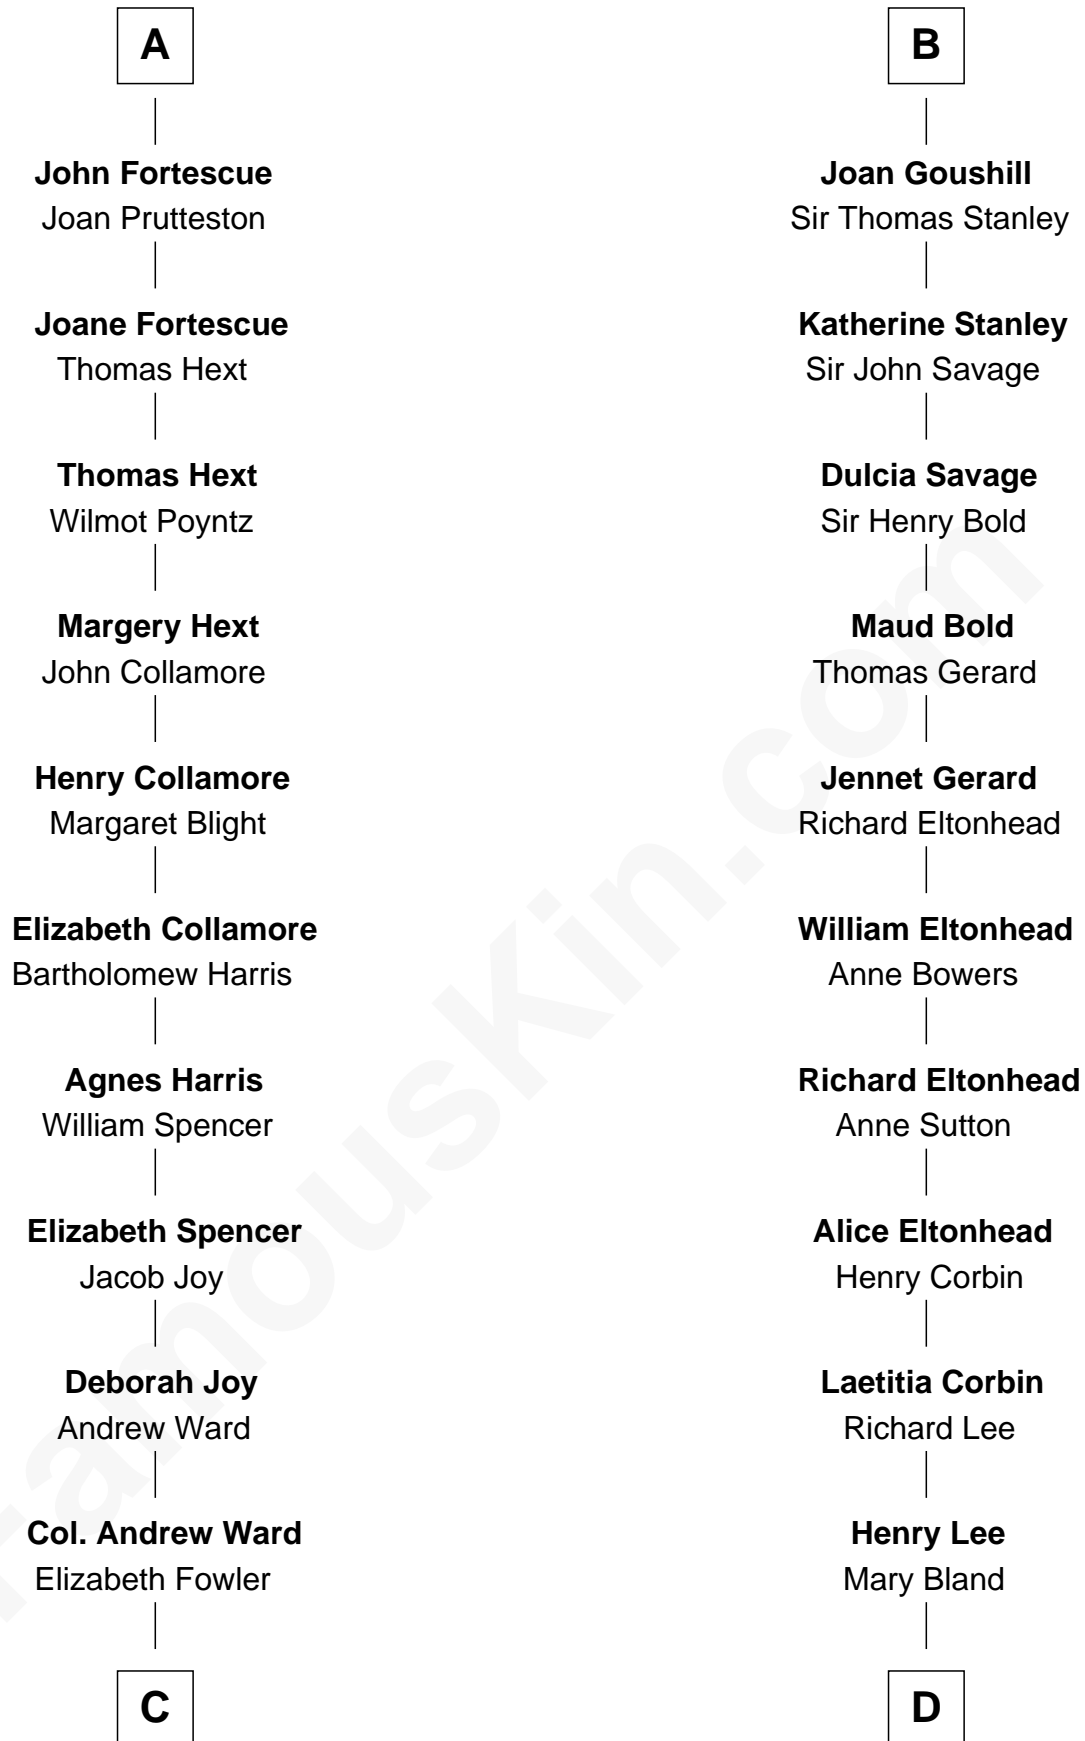 A
John Fortescue
Joan Prutteston
Joane Fortescue
Thomas Hext
Thomas Hext
Wilmot Poyntz
Margery Hext
John Collamore
Henry Collamore
Margaret Blight
Elizabeth Collamore
Bartholomew Harris
Agnes Harris
William Spencer
Elizabeth Spencer
Jacob Joy
Deborah Joy
Andrew Ward
Col. Andrew Ward
Elizabeth Fowler
C
B
Joan Goushill
Sir Thomas Stanley
Katherine Stanley
Sir John Savage
Dulcia Savage
Sir Henry Bold
Maud Bold
Thomas Gerard
Jennet Gerard
Richard Eltonhead
William Eltonhead
Anne Bowers
Richard Eltonhead
Anne Sutton
Alice Eltonhead
Henry Corbin
Laetitia Corbin
Richard Lee
Henry Lee
Mary Bland
D
FamousKin.com